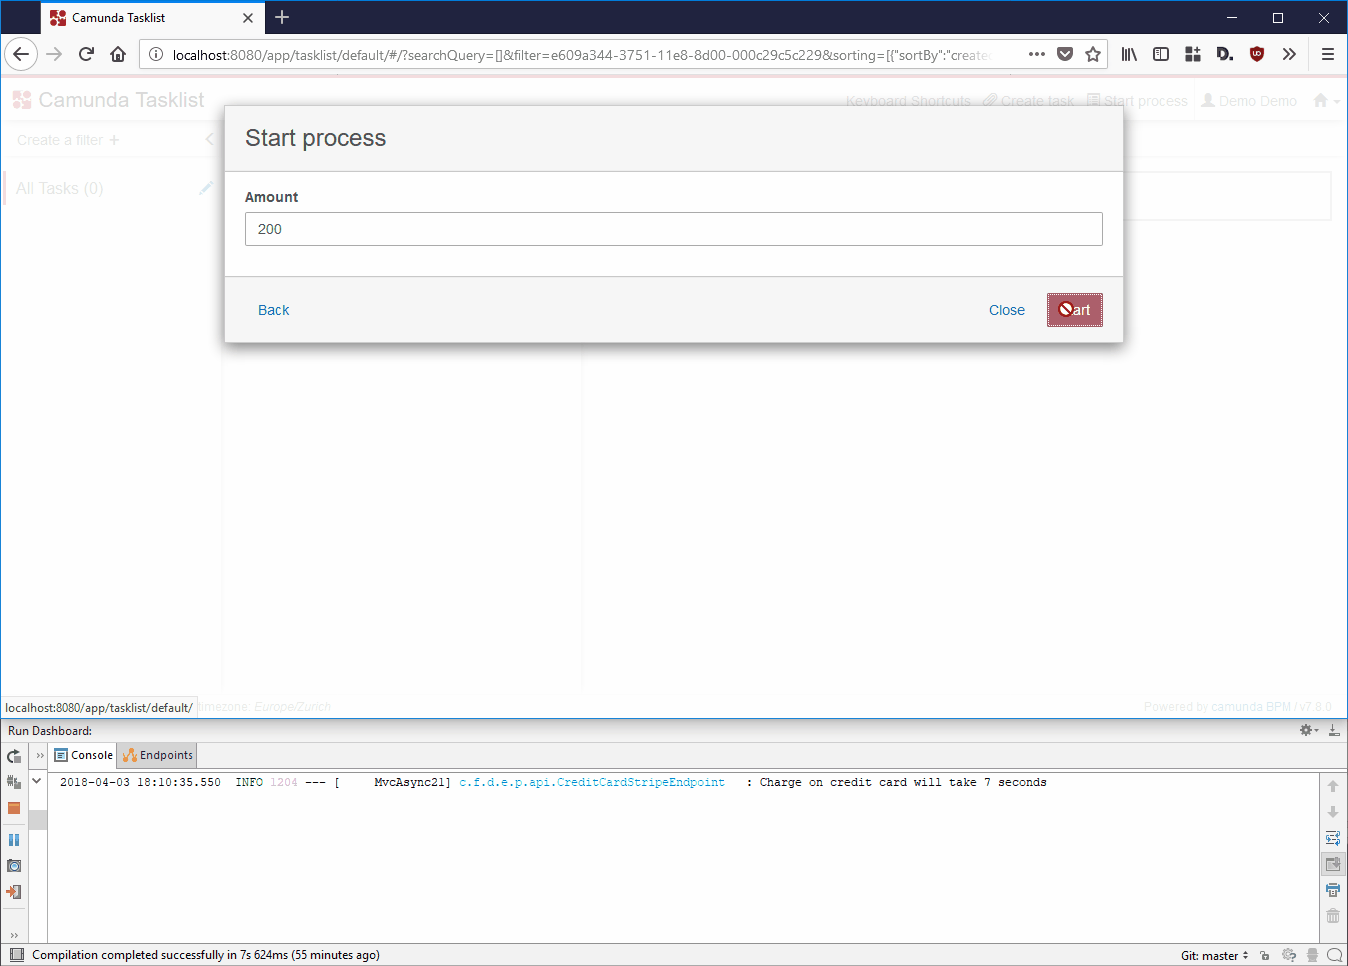 Camunda Tasklist
localhost:8080/app/tasklist/default/#/?searchQuery=[]&filter=e609a344-3751-11e8-8d00-000c29c5c229&sorting=[{"sortBy":"create
D.
Camunda Tasklist
Keyboard Shortcuts Create task Start process Demo Demo
Create a filter +
All Tasks (0)
Start process
Amount
200
Back
Close
art
localhost:8080/app/tasklist/default/
timezone: Europe/Zurich
Powered by camunda BPM / v7.8.0
Run Dashboard:
Console Endpoints
2018-04-03 18:10:35.550 INFO 1204 --- [ MvcAsync21] c.f.d.e.p.api.CreditCardStripeEndpoint : Charge on credit card will take 7 seconds
Compilation completed successfully in 7s 624ms (55 minutes ago)
Git: master